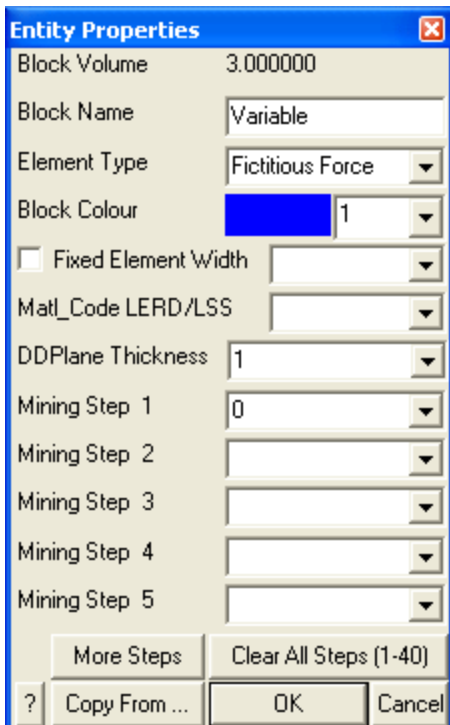 Entity Properties
Block Volume 3.000000
Block Name Variable
Element Type Fictitious Force
Block Colour 1
Fixed Element Width
Matl_Code LERD/LSS
DDPlane Thickness 1
Mining Step 1 0
Mining Step 2
Mining Step 3
Mining Step 4
Mining Step 5
More Steps Clear All Steps (1-40)
? Copy From ... OK Cancel